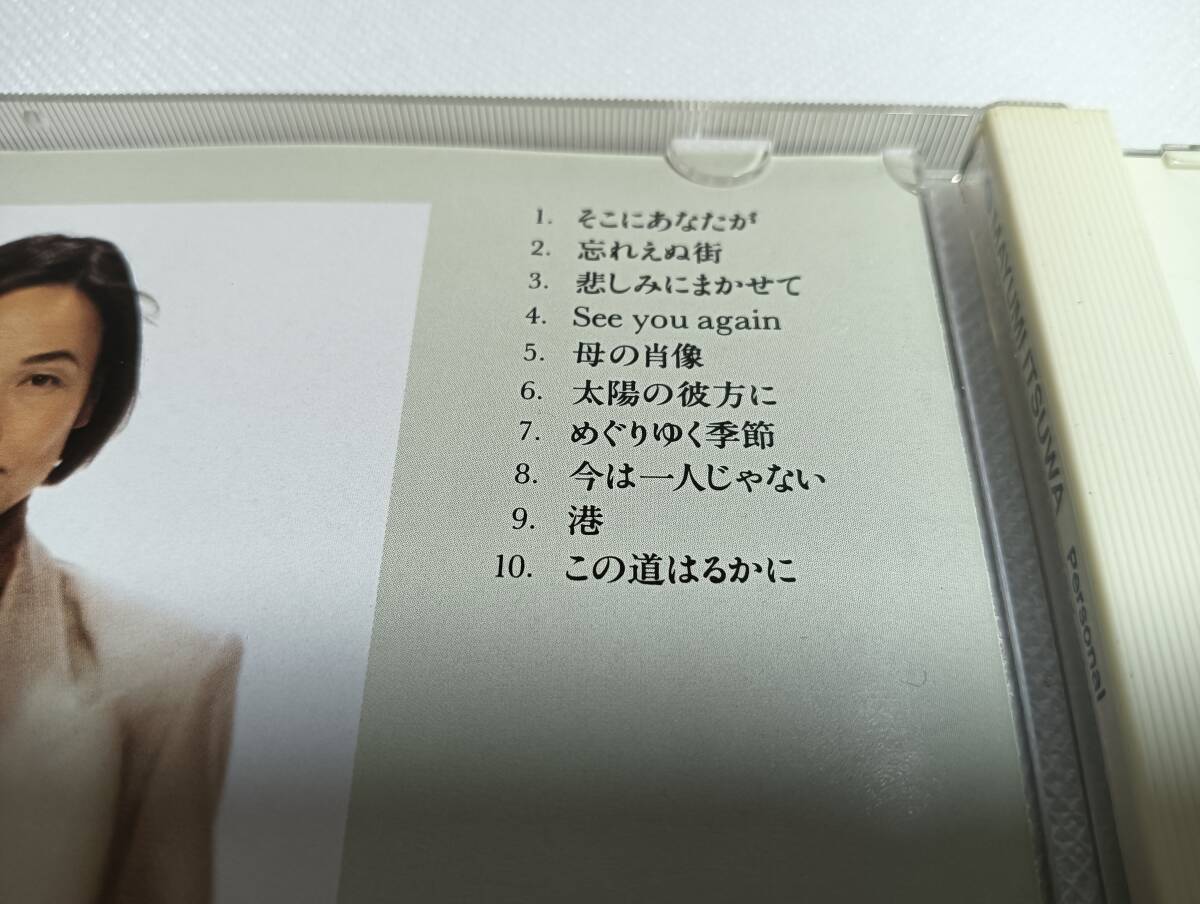 1. そこにあなたが
2. 忘れえぬ街
3. 悲しみにまかせて
4. See you again
5. 母の肖像
6. 太陽の彼方に
7. めぐりゆく季節
8. 今は一人じゃない
9. 港
10. この道はるかに
MAYUMI ITSUWA Personal